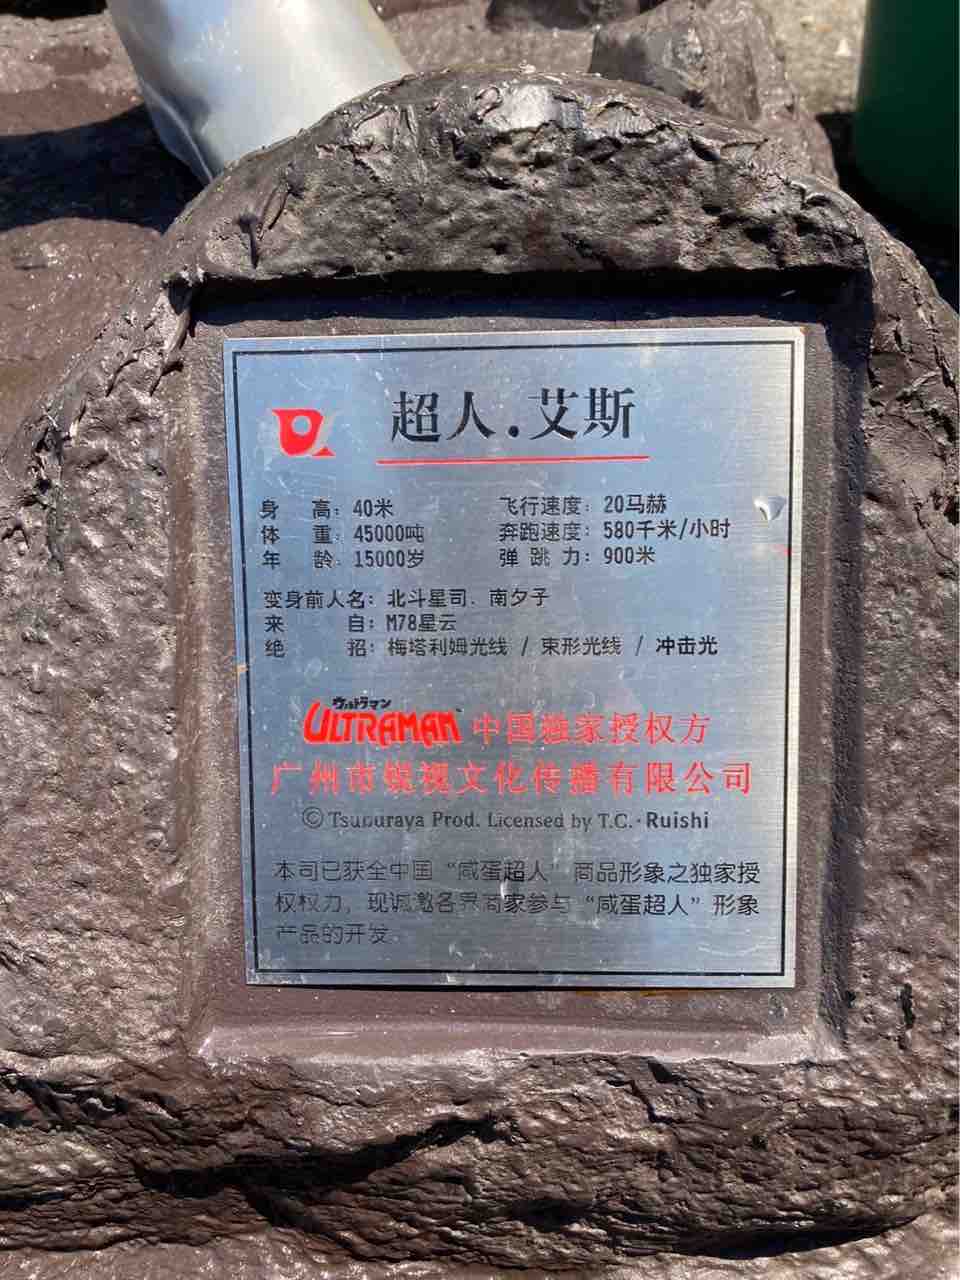 超人.艾斯
身 高: 40米 飞行速度: 20马赫
体 重: 45000吨 奔跑速度: 580千米/小时
年 龄: 15000岁 弹 跳 力: 900米
变身前人名: 北斗星司. 南夕子
来 自: M78星云
绝 招: 梅塔利姆光线 / 束形光线 / 冲击光
ウルトラマン
ULTRAMAN 中国独家授权方
广州市锐视文化传播有限公司
© Tsuburaya Prod. Licensed by T.C.·Ruishi
本司已获全中国“咸蛋超人”商品形象之独家授
权权力, 现诚邀各界商家参与“咸蛋超人”形象
产品的开发